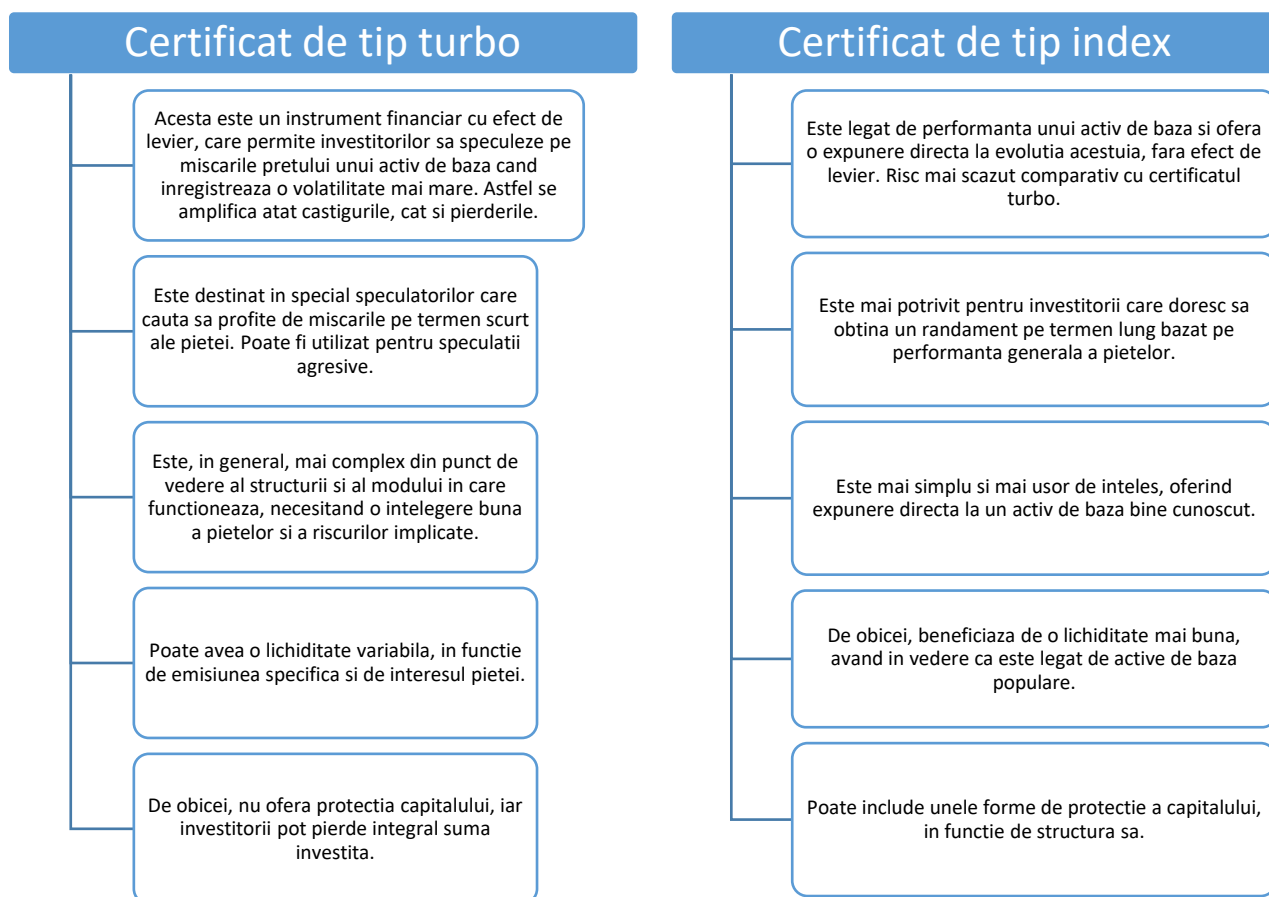 Certificat de tip turbo
Acesta este un instrument financiar cu efect de
levier, care permite investitorilor sa speculeze pe
miscarile pretului unui activ de baza cand
inregistreaza o volatilitate mai mare. Astfel se
amplifica atat castigurile, cat si pierderile.
Este destinat in special speculatorilor care
cauta sa profite de miscarile pe termen scurt
ale pietei. Poate fi utilizat pentru speculatii
agresive.
Este, in general, mai complex din punct de
vedere al structurii si al modului in care
functioneaza, necesitand o intelegere buna
a pietelor si a riscurilor implicate.
Poate avea o lichiditate variabila, in functie
de emisiunea specifica si de interesul pietei.
De obicei, nu ofera protectia capitalului, iar
investitorii pot pierde integral suma
investita.
Certificat de tip index
Este legat de performanta unui activ de baza si ofera
o expunere directa la evolutia acestuia, fara efect de
levier. Risc mai scazut comparativ cu certificatul
turbo.
Este mai potrivit pentru investitorii care doresc sa
obtina un randament pe termen lung bazat pe
performanta generala a pietelor.
Este mai simplu si mai usor de inteles, oferind
expunere directa la un activ de baza bine cunoscut.
De obicei, beneficiaza de o lichiditate mai buna,
avand in vedere ca este legat de active de baza
populare.
Poate include unele forme de protectie a capitalului,
in functie de structura sa.